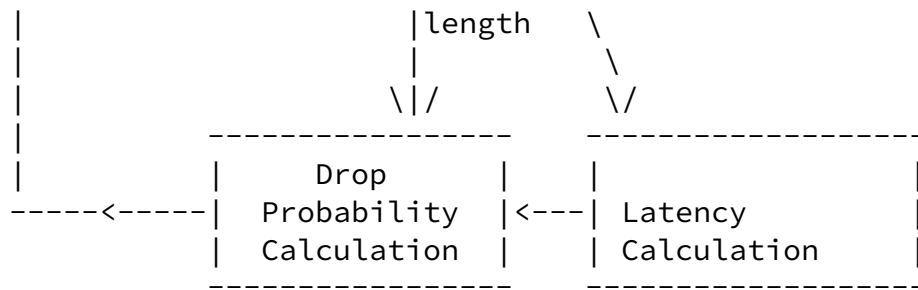 length
Drop
Probability Latency
Calculation Calculation